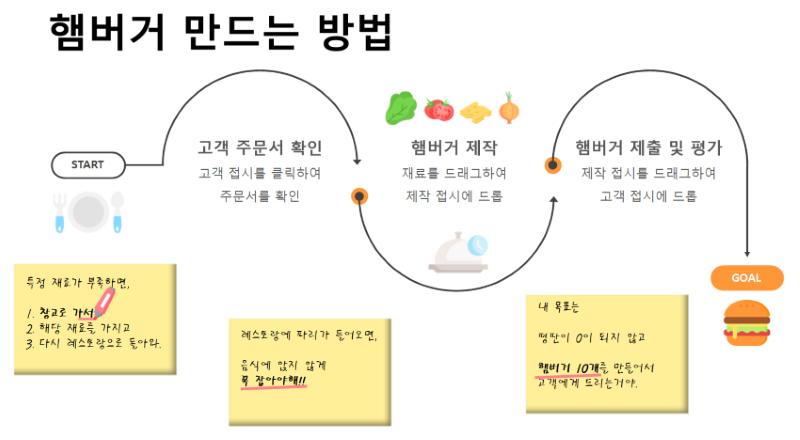 햄버거 만드는 방법
START
고객 주문서 확인
고객 접시를 클릭하여
주문서를 확인
햄버거 제작
재료를 드래그하여
제작 접시에 드롭
햄버거 제출 및 평가
제작 접시를 드래그하여
고객 접시에 드롭
GOAL
특정 재료가 부족하면,
1. 창고로 가서
2. 해당 재료를 가지고
3. 다시 레스토랑으로 돌아와.
레스토랑에 파리가 들어오면,
음식에 앉지 않게
꼭 잡아야해!!
내 목표는
평판이 0이 되지 않고
햄버거 10개를 만들어서
고객에게 드리는거야.